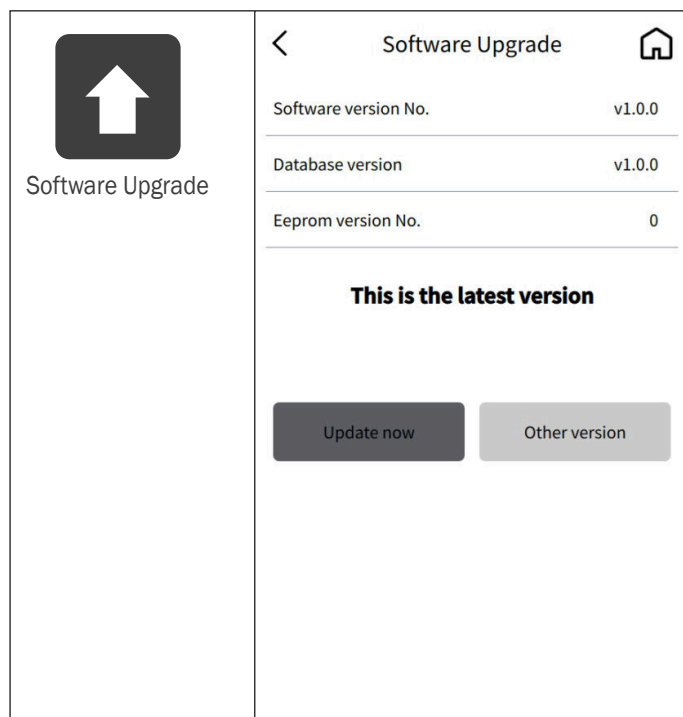 Software Upgrade
Software Upgrade
Software version No. v1.0.0
Database version v1.0.0
Eeprom version No. 0
This is the latest version
Update now Other version